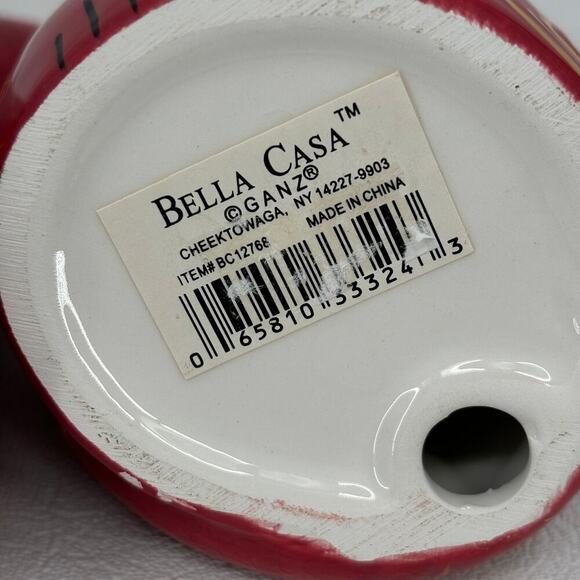 BELLA CASA™
©GANZ®
CHEEKTOWAGA, NY 14227-9903
ITEM# BC12768 MADE IN CHINA
0 65810 33324 3